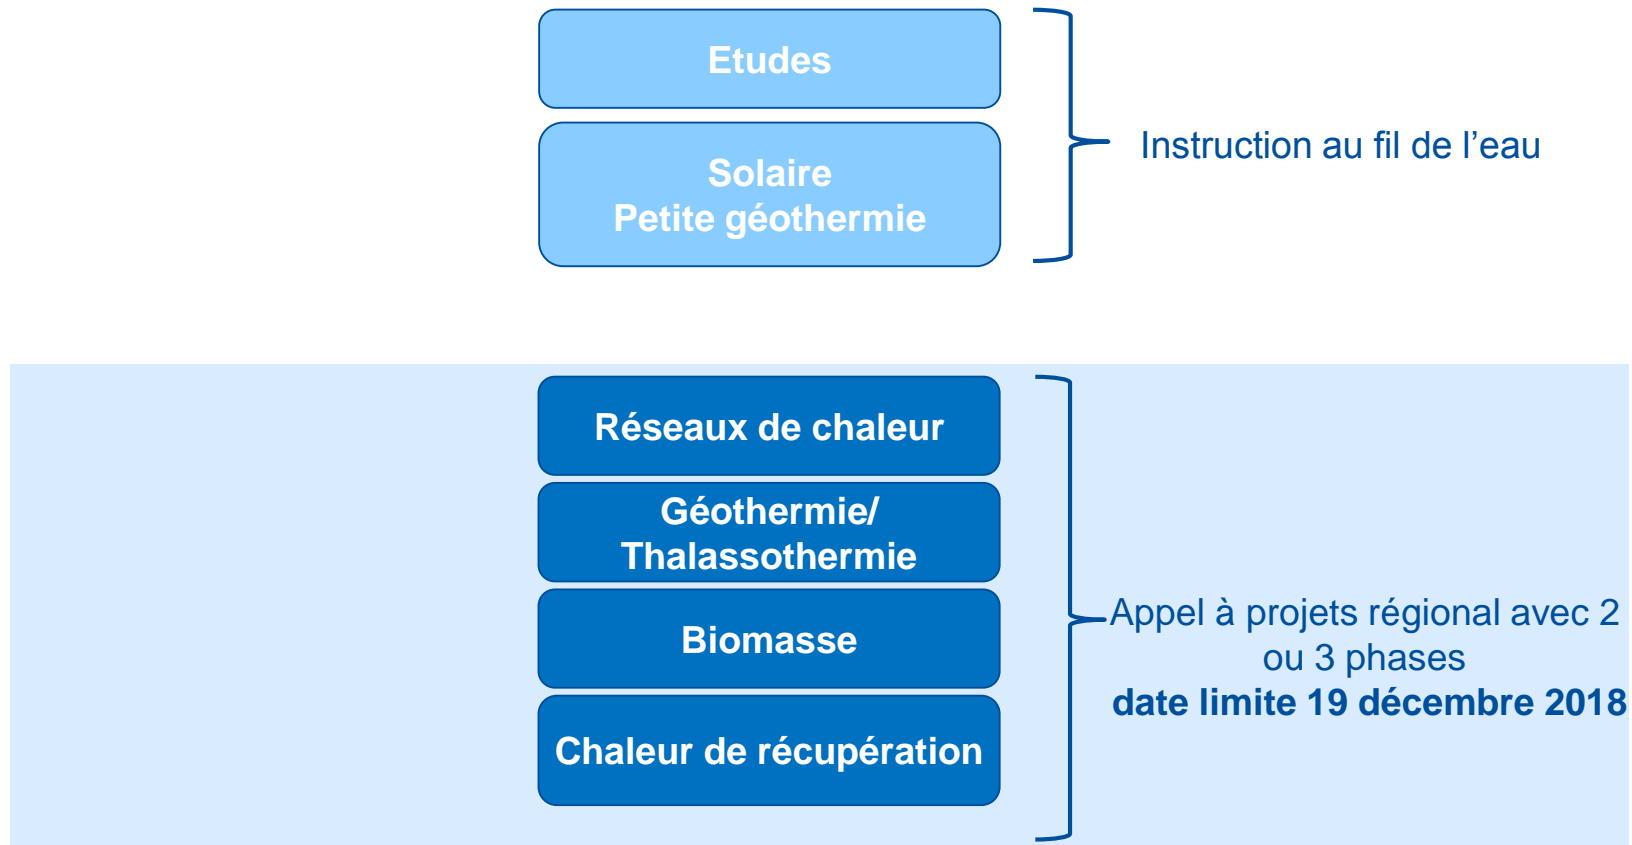 Etudes
Solaire
Petite géothermie
Instruction au fil de l’eau
Réseaux de chaleur
Géothermie/
Thalassothermie
Biomasse
Chaleur de récupération
Appel à projets régional avec 2
ou 3 phases
date limite 19 décembre 2018